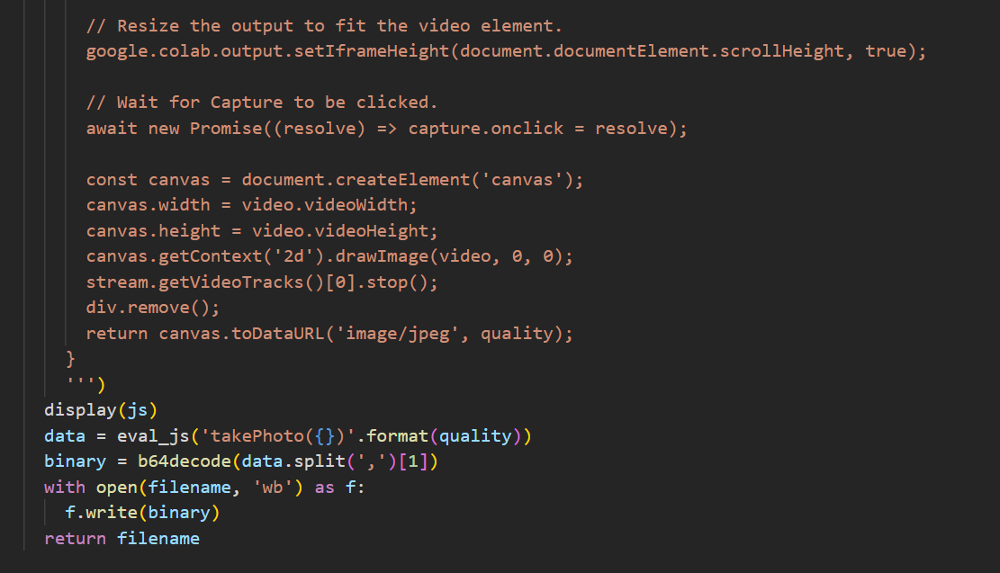 // Resize the output to fit the video element.
google.colab.output.setIframeHeight(document.documentElement.scrollHeight, true);
// Wait for Capture to be clicked.
await new Promise((resolve) => capture.onclick = resolve);
const canvas = document.createElement('canvas');
canvas.width = video.videoWidth;
canvas.height = video.videoHeight;
canvas.getContext('2d').drawImage(video, 0, 0);
stream.getVideoTracks()[0].stop();
div.remove();
return canvas.toDataURL('image/jpeg', quality);
}
''')
display(js)
data = eval_js('takePhoto({})'.format(quality))
binary = b64decode(data.split(',')[1])
with open(filename, 'wb') as f:
f.write(binary)
return filename